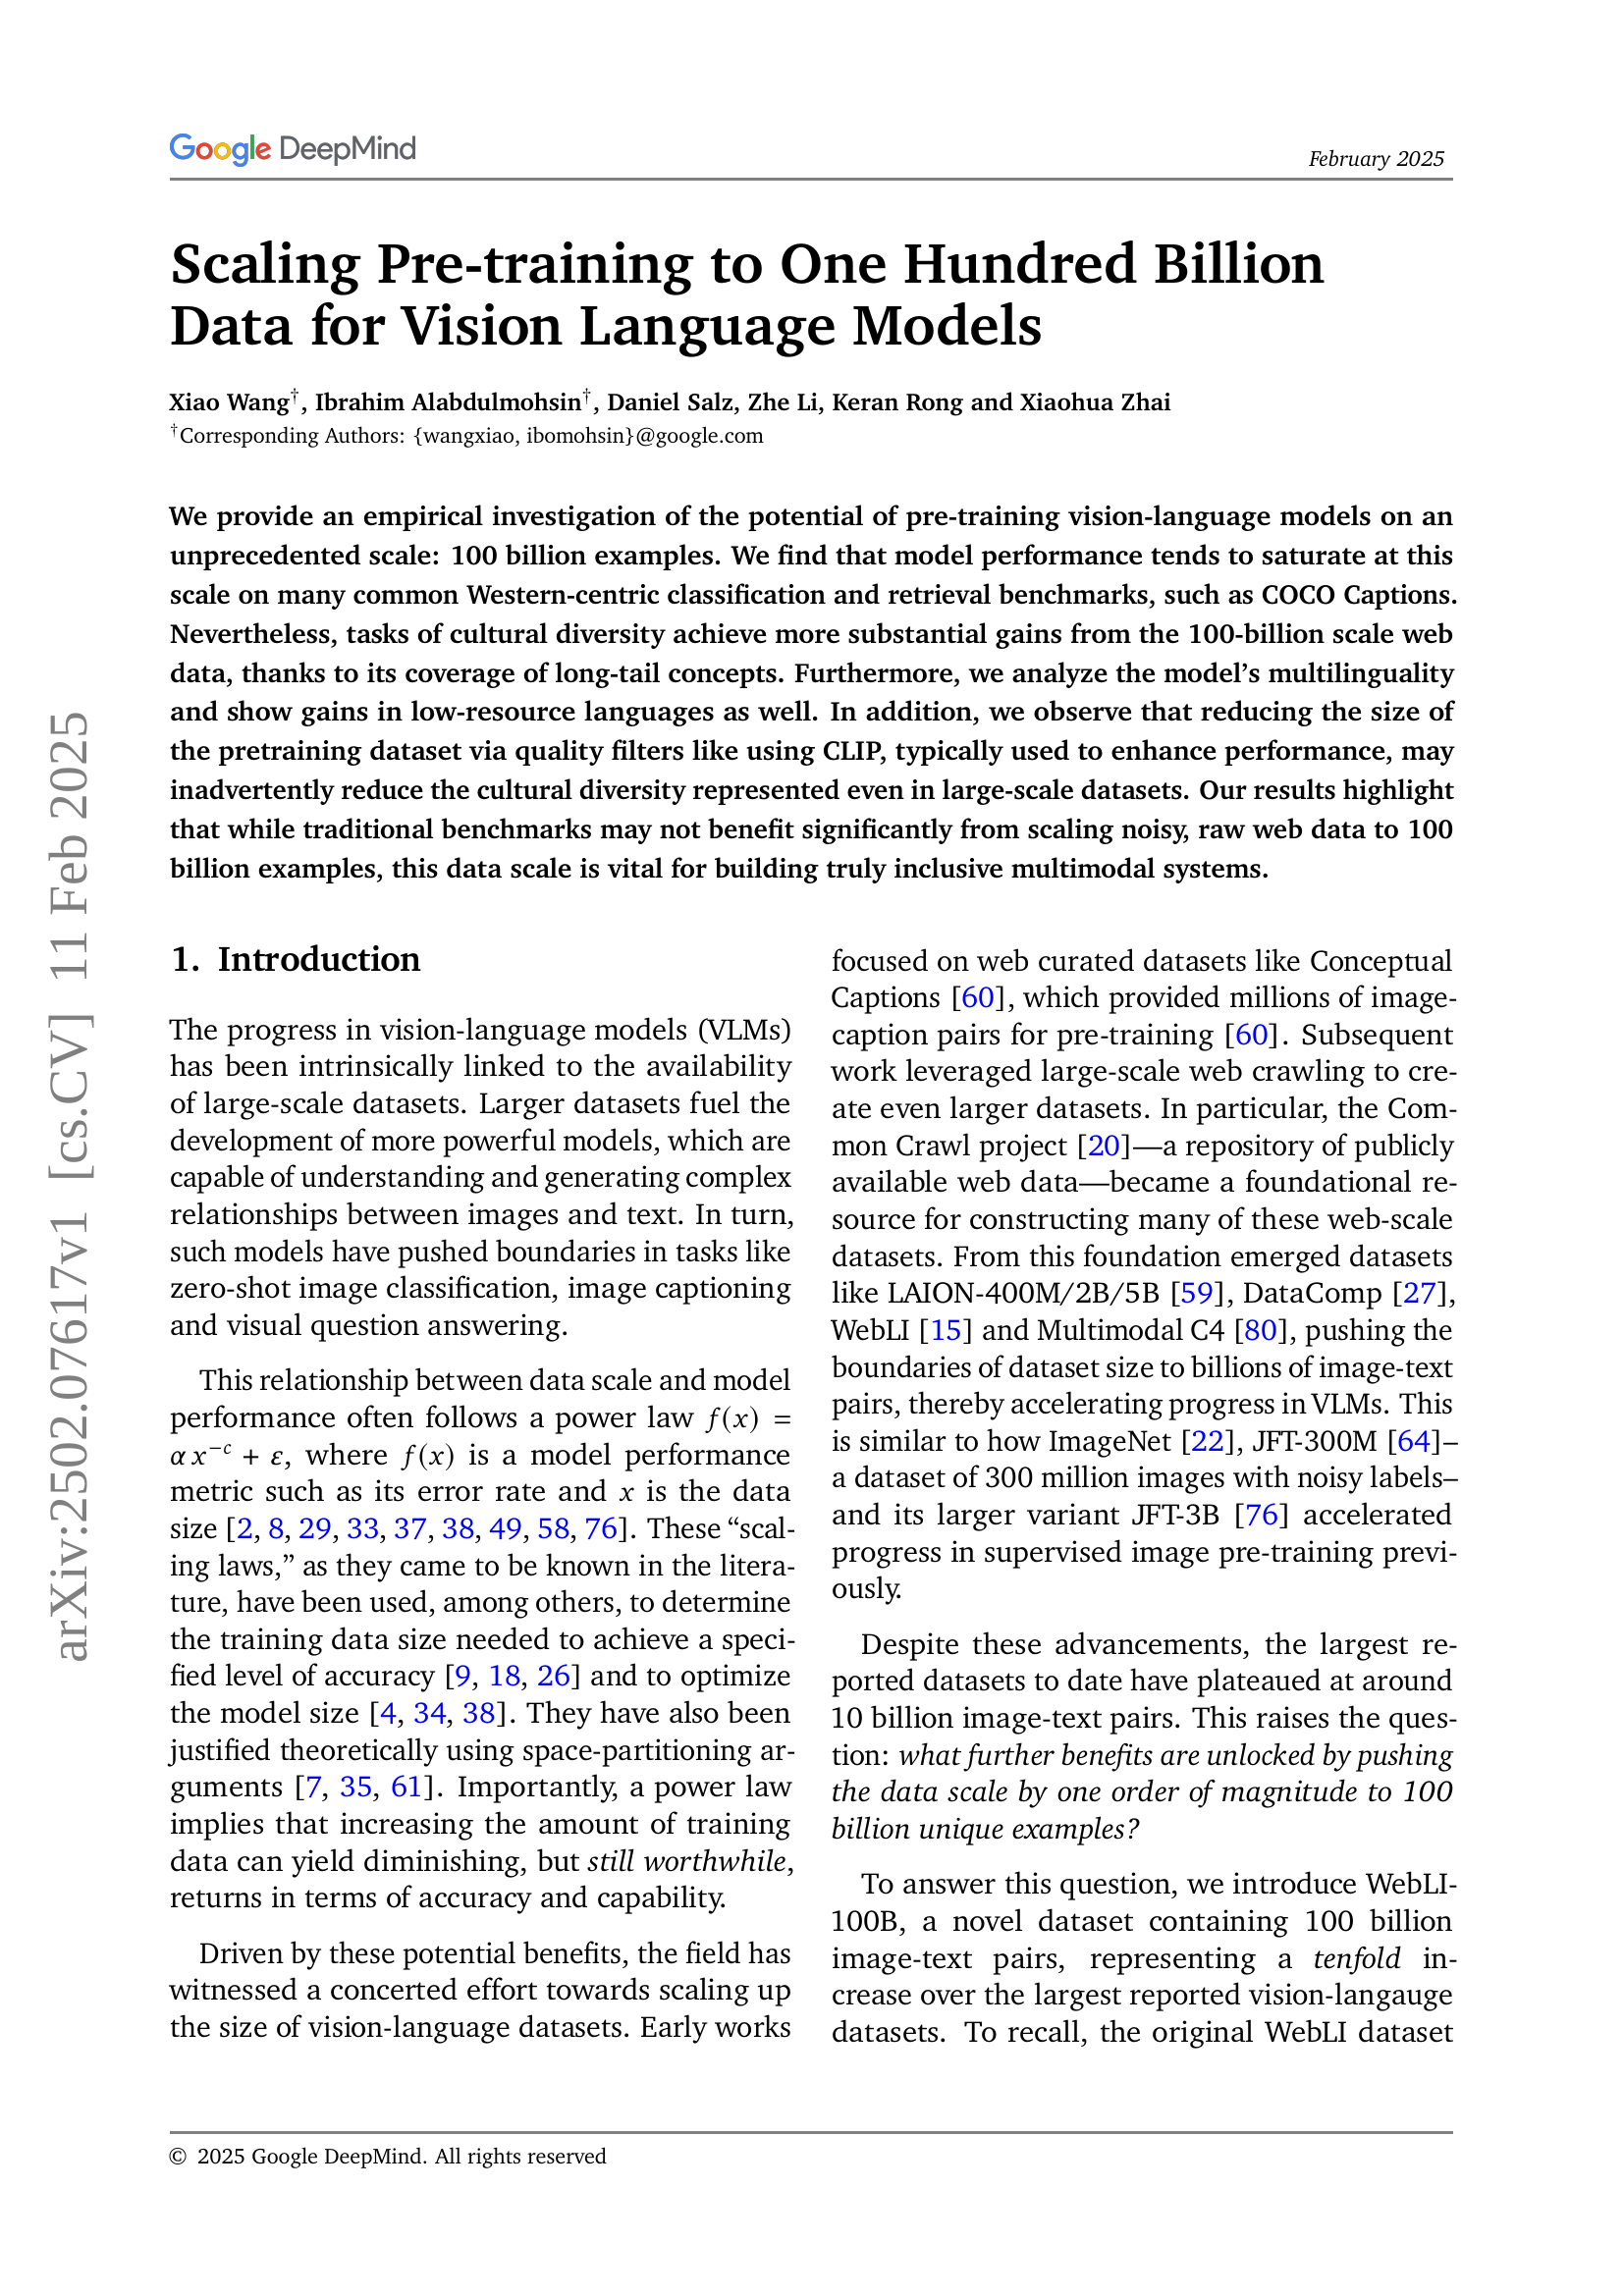 Google DeepMind
February 2025
Scaling Pre-training to One Hundred Billion
Data for Vision Language Models
Xiao Wang†, Ibrahim Alabdulmohsin†, Daniel Salz, Zhe Li, Keran Rong and Xiaohua Zhai
†Corresponding Authors: {wangxiao, ibomohsin}@google.com
We provide an empirical investigation of the potential of pre-training vision-language models on an
unprecedented scale: 100 billion examples. We find that model performance tends to saturate at this
scale on many common Western-centric classification and retrieval benchmarks, such as COCO Captions.
Nevertheless, tasks of cultural diversity achieve more substantial gains from the 100-billion scale web
data, thanks to its coverage of long-tail concepts. Furthermore, we analyze the model's multilinguality
and show gains in low-resource languages as well. In addition, we observe that reducing the size of
the pretraining dataset via quality filters like using CLIP, typically used to enhance performance, may
inadvertently reduce the cultural diversity represented even in large-scale datasets. Our results highlight
that while traditional benchmarks may not benefit significantly from scaling noisy, raw web data to 100
billion examples, this data scale is vital for building truly inclusive multimodal systems.
1. Introduction
The progress in vision-language models (VLMs)
has been intrinsically linked to the availability
of large-scale datasets. Larger datasets fuel the
development of more powerful models, which are
capable of understanding and generating complex
relationships between images and text. In turn,
such models have pushed boundaries in tasks like
zero-shot image classification, image captioning
and visual question answering.
This relationship between data scale and model
performance often follows a power law f(x) =
αx⁻ᶜ + ε, where f(x) is a model performance
metric such as its error rate and x is the data
size [2, 8, 29, 33, 37, 38, 49, 58, 76]. These “scal-
ing laws,” as they came to be known in the litera-
ture, have been used, among others, to determine
the training data size needed to achieve a speci-
fied level of accuracy [9, 18, 26] and to optimize
the model size [4, 34, 38]. They have also been
justified theoretically using space-partitioning ar-
guments [7, 35, 61]. Importantly, a power law
implies that increasing the amount of training
data can yield diminishing, but still worthwhile,
returns in terms of accuracy and capability.
Driven by these potential benefits, the field has
witnessed a concerted effort towards scaling up
the size of vision-language datasets. Early works
focused on web curated datasets like Conceptual
Captions [60], which provided millions of image-
caption pairs for pre-training [60]. Subsequent
work leveraged large-scale web crawling to cre-
ate even larger datasets. In particular, the Com-
mon Crawl project [20]—a repository of publicly
available web data—became a foundational re-
source for constructing many of these web-scale
datasets. From this foundation emerged datasets
like LAION-400M/2B/5B [59], DataComp [27],
WebLI [15] and Multimodal C4 [80], pushing the
boundaries of dataset size to billions of image-text
pairs, thereby accelerating progress in VLMs. This
is similar to how ImageNet [22], JFT-300M [64]–
a dataset of 300 million images with noisy labels–
and its larger variant JFT-3B [76] accelerated
progress in supervised image pre-training previ-
ously.
Despite these advancements, the largest re-
ported datasets to date have plateaued at around
10 billion image-text pairs. This raises the ques-
tion: what further benefits are unlocked by pushing
the data scale by one order of magnitude to 100
billion unique examples?
To answer this question, we introduce WebLI-
100B, a novel dataset containing 100 billion
image-text pairs, representing a tenfold in-
crease over the largest reported vision-langauge
datasets. To recall, the original WebLI dataset
© 2025 Google DeepMind. All rights reserved
arXiv:2502.07617v1 [cs.CV] 11 Feb 2025